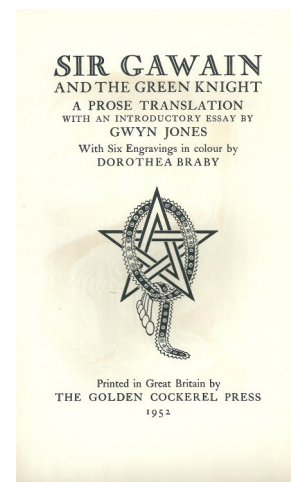 SIR GAWAIN
AND THE GREEN KNIGHT
A PROSE TRANSLATION
WITH AN INTRODUCTORY ESSAY BY
GWYN JONES
With Six Engravings in colour by
DOROTHEA BRABY
Printed in Great Britain by
THE GOLDEN COCKEREL PRESS
1952